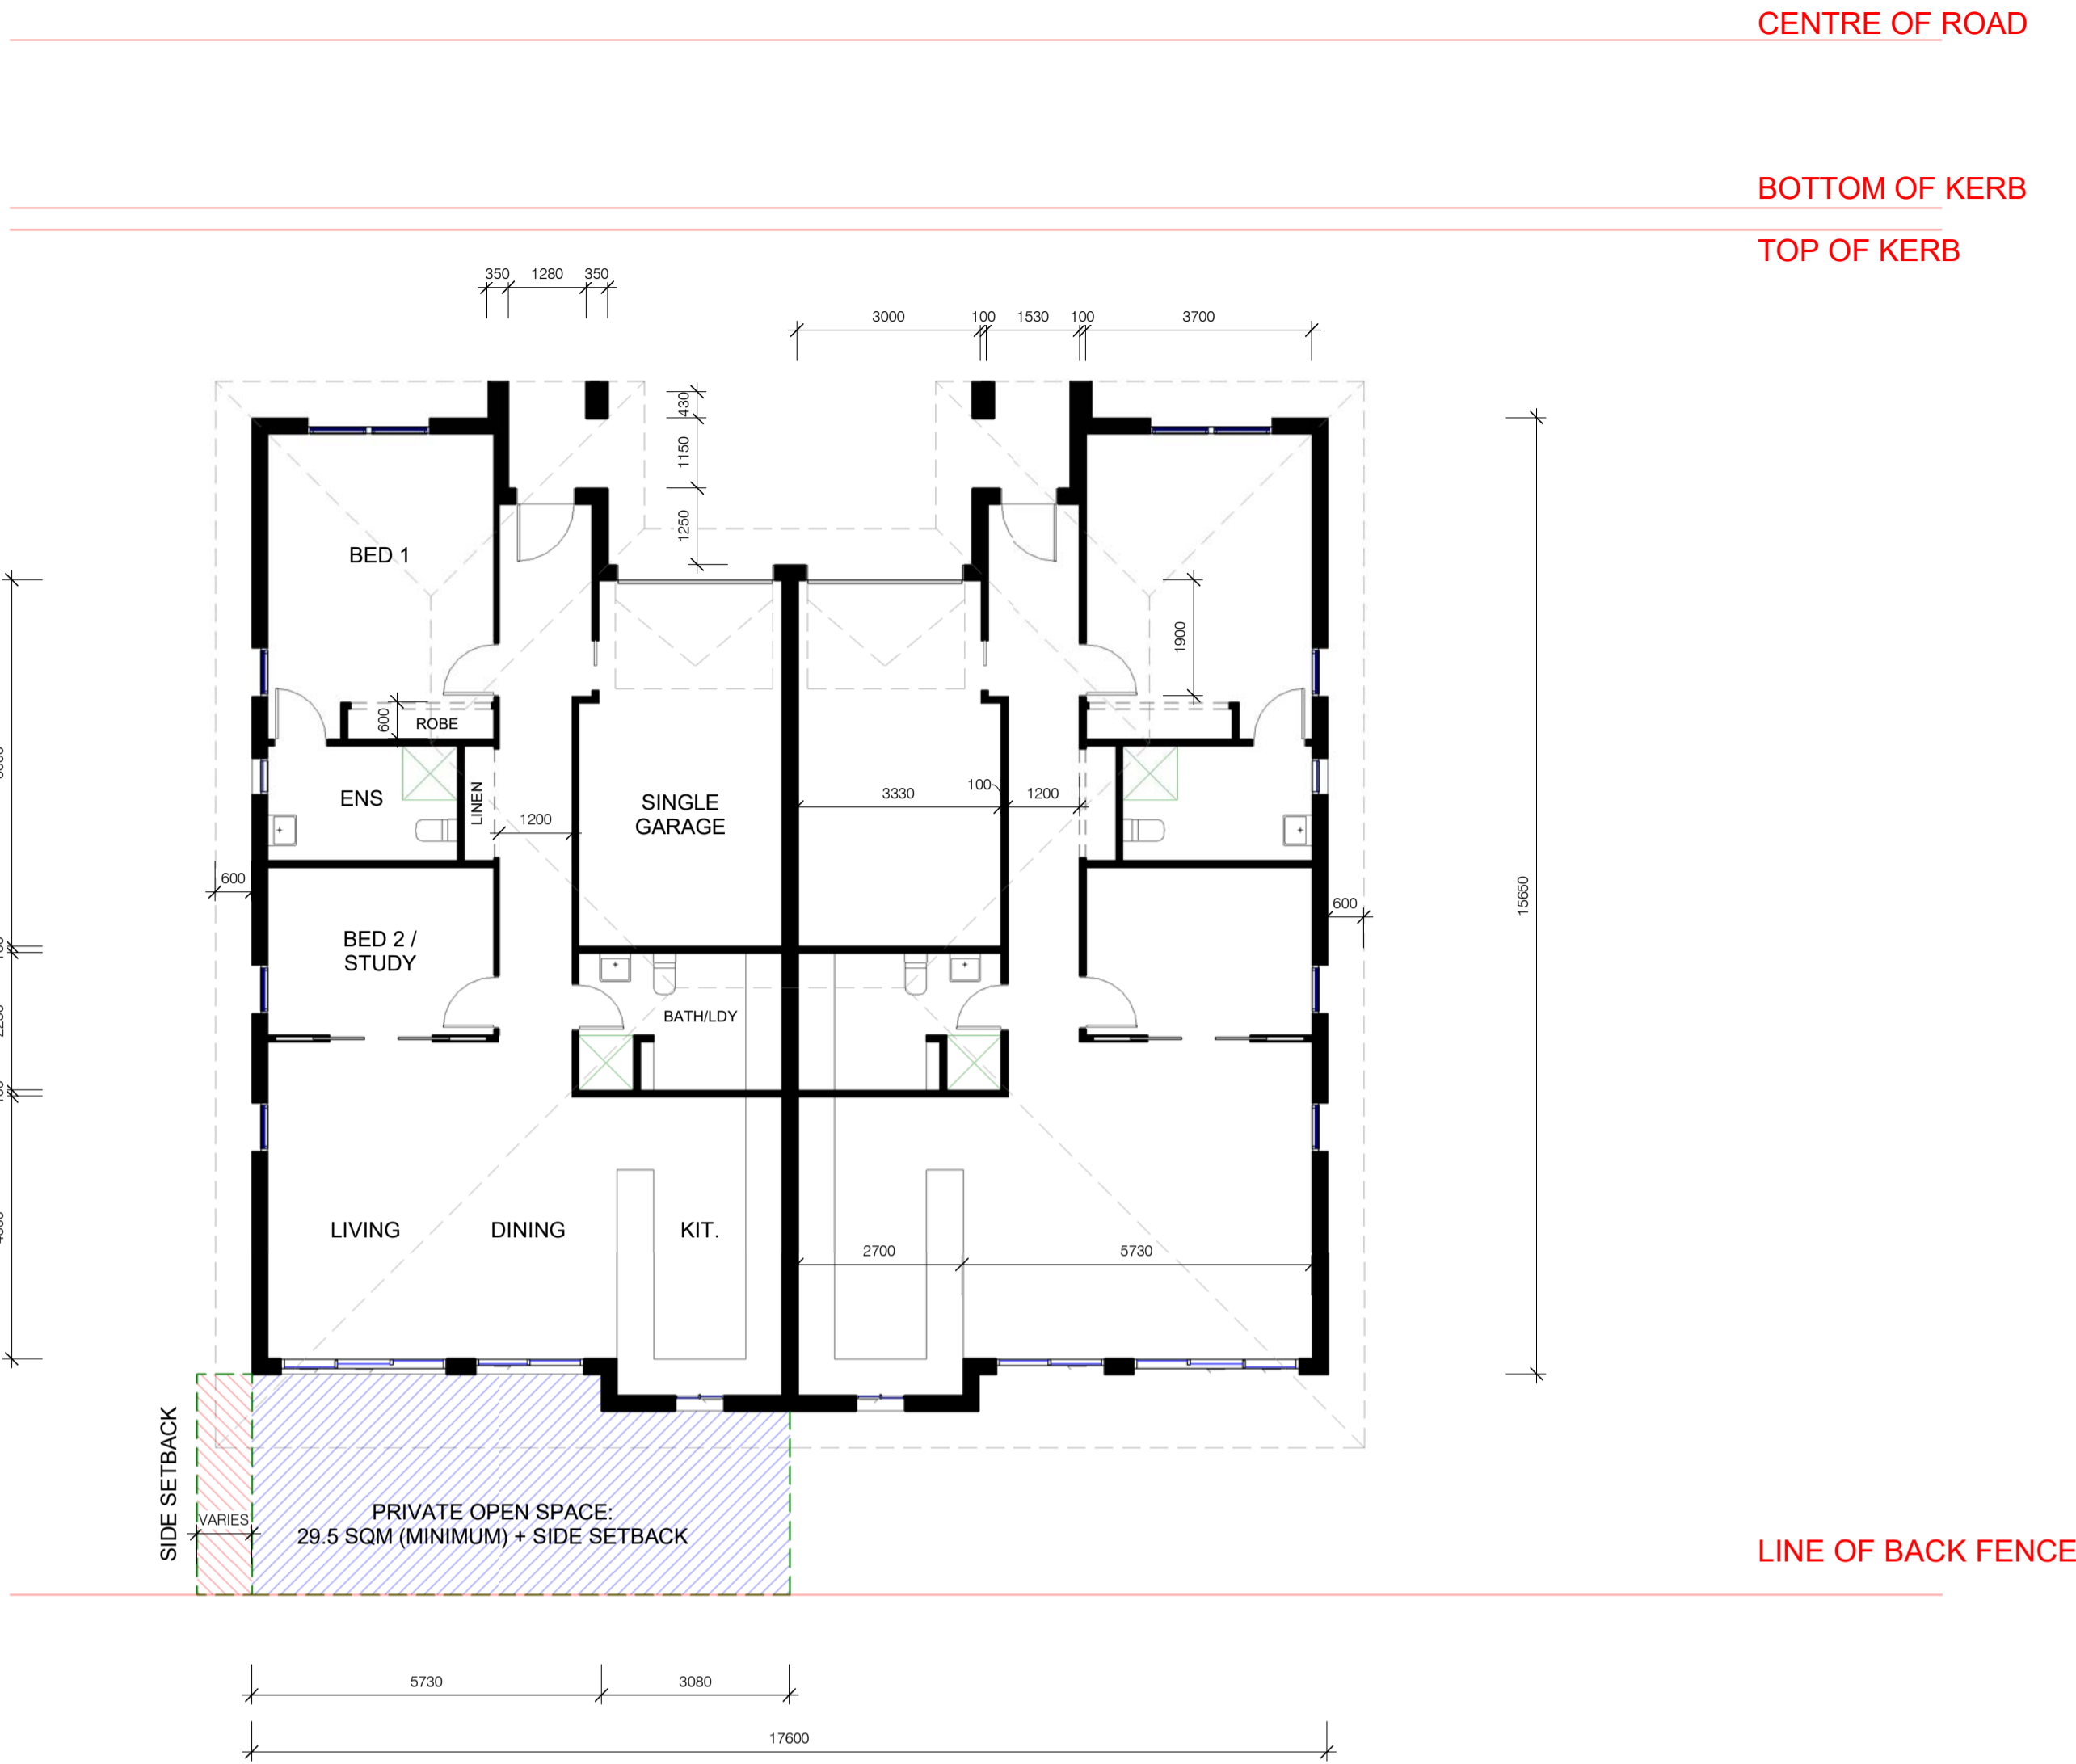 CENTRE OF ROAD
BOTTOM OF KERB
TOP OF KERB
350 1280 350
3000 100 1530 100 3700
430
1150
1250
BED 1
1900
600
ROBE
ENS
LINEN
1200
SINGLE
GARAGE
3330
100
1200
600
600
15650
BED 2 /
STUDY
BATH/LDY
LIVING
DINING
KIT.
2700
5730
SIDE SETBACK
VARIES
PRIVATE OPEN SPACE:
29.5 SQM (MINIMUM) + SIDE SETBACK
LINE OF BACK FENCE
5730
3080
17600